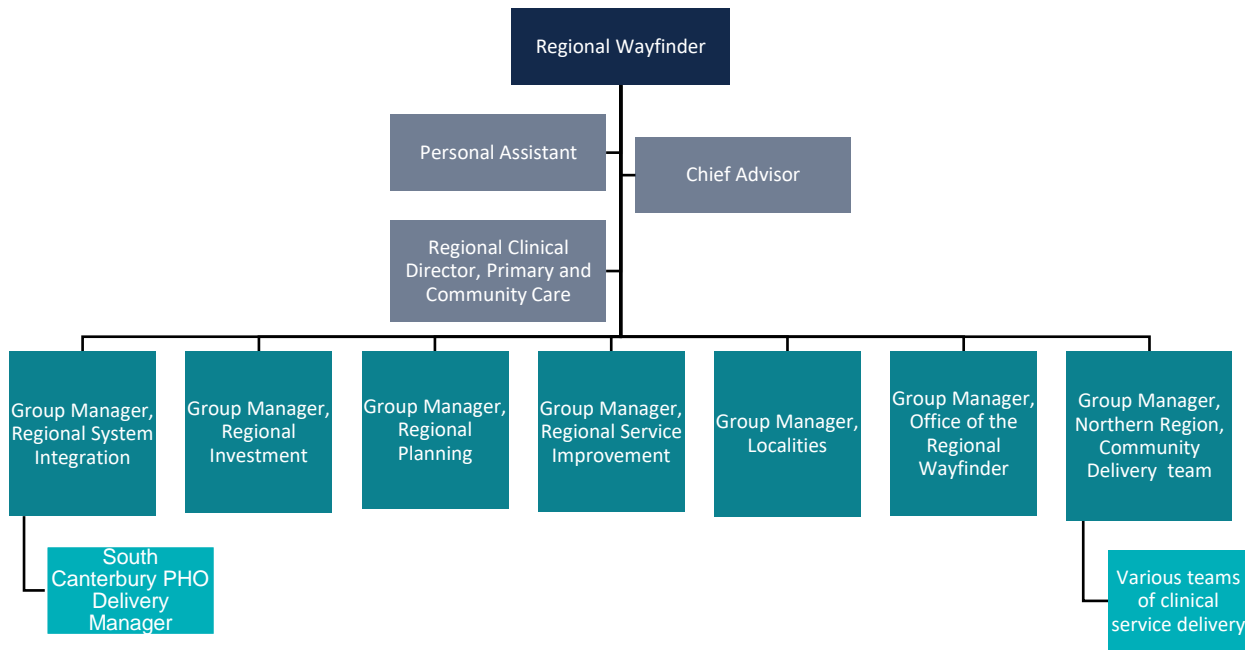 Regional Wayfinder
Personal Assistant
Chief Advisor
Regional Clinical
Director, Primary and
Community Care
Group Manager,
Regional System
Integration
Group Manager,
Regional
Investment
Group Manager,
Regional
Planning
Group Manager,
Regional Service
Improvement
Group Manager,
Localities
Group Manager,
Office of the
Regional
Wayfinder
Group Manager,
Northern Region,
Community
Delivery team
South
Canterbury PHO
Delivery
Manager
Various teams
of clinical
service delivery